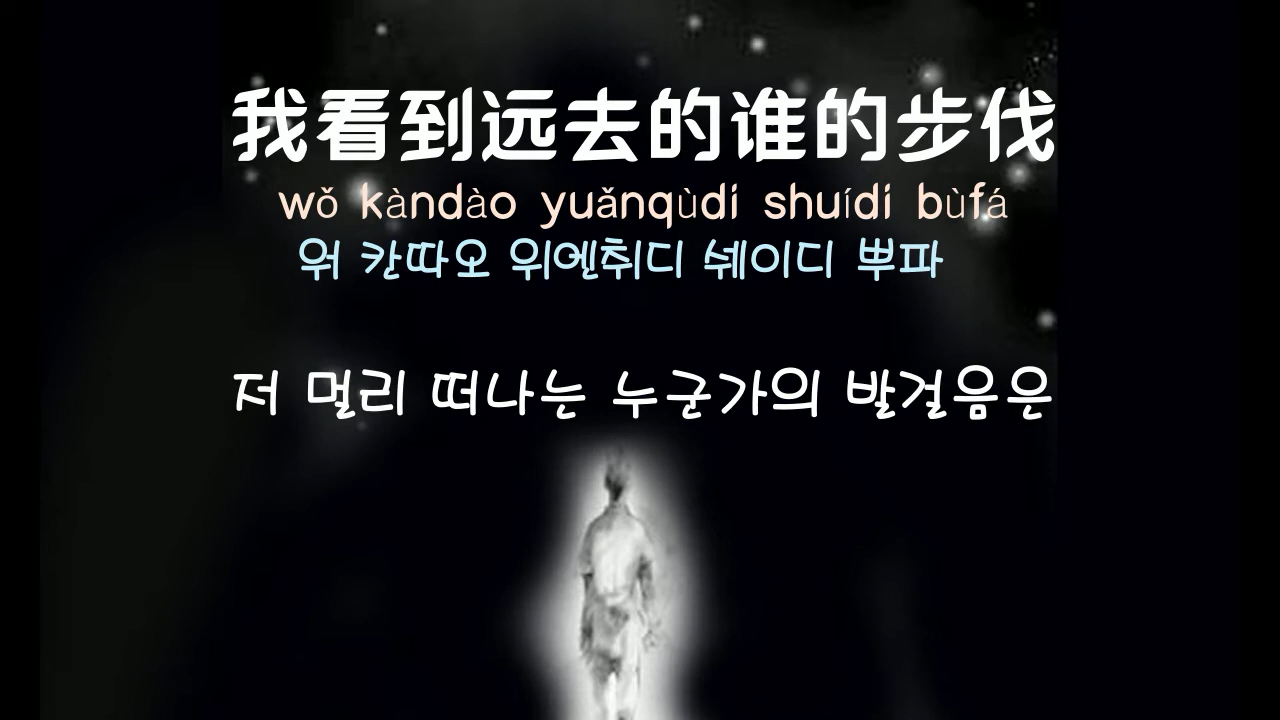 我看到远去的谁的步伐
wǒ kàndào yuǎnqùdi shuídi bùfá
워 칸따오 위엔취디 쉐이디 뿌파
저 멀리 떠나는 누군가의 발걸음은